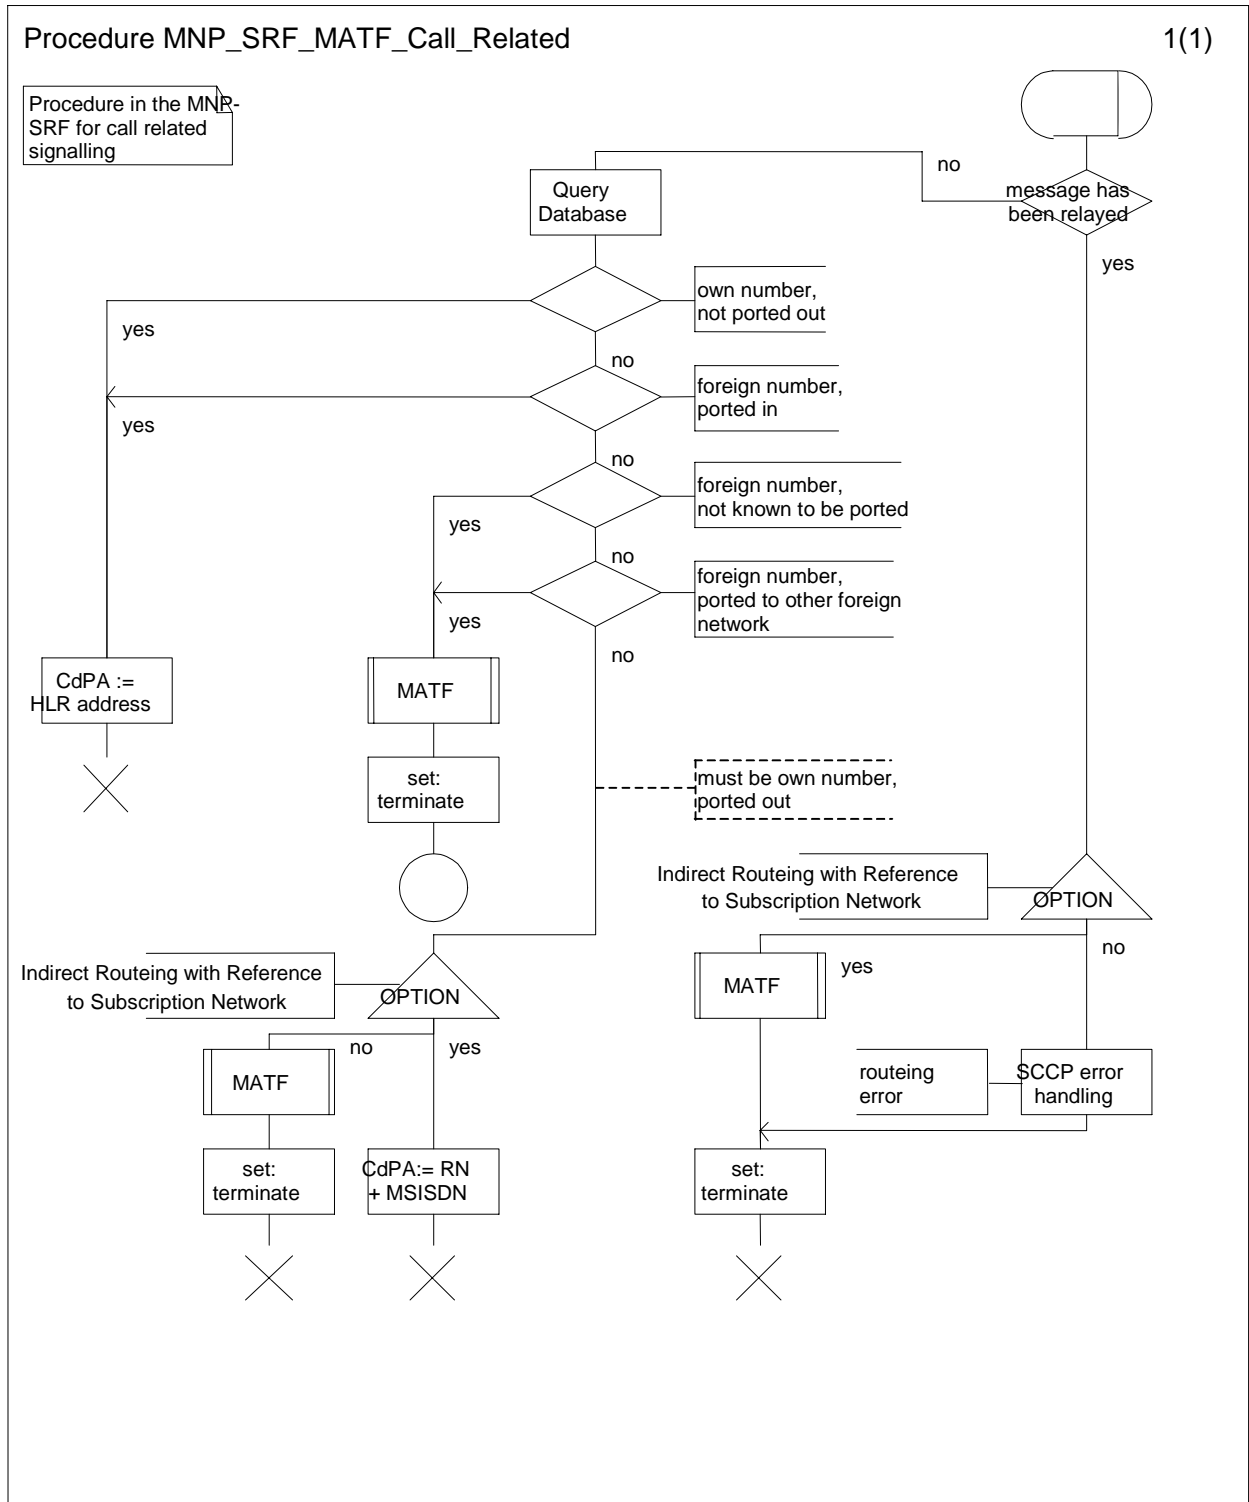 Procedure MNP_SRF_MATF_Call_Related
1(1)
Procedure in the MNP-
SRF for call related
signalling
no
message has
been relayed
Query
Database
yes
own number,
not ported out
yes
no
foreign number,
ported in
yes
no
foreign number,
not known to be ported
yes
no
foreign number,
ported to other foreign
network
yes
no
CdPA :=
HLR address
MATF
must be own number,
ported out
set:
terminate
Indirect Routeing with Reference
to Subscription Network
OPTION
no
Indirect Routeing with Reference
to Subscription Network
OPTION
yes
MATF
no
yes
MATF
routeing
error
SCCP error
handling
set:
terminate
CdPA:= RN
+ MSISDN
set:
terminate